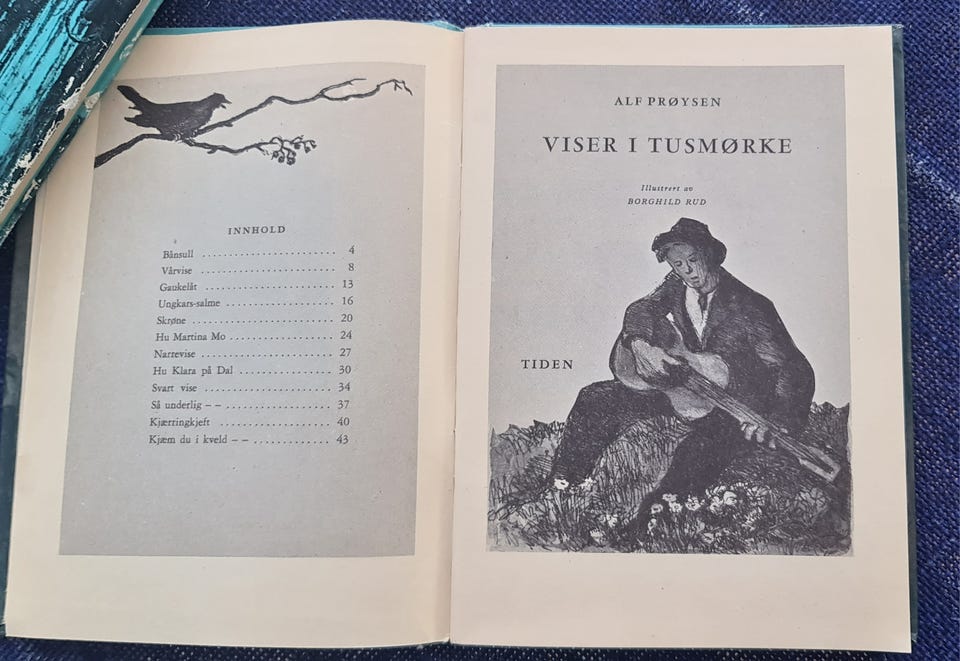 INNHOLD
Bånsull .......................... 4
Vårvise .......................... 8
Gaukelåt .......................... 13
Ungkars-salme .................... 16
Skrøne .......................... 20
Hu Martina Mo .................... 24
Narrevise ........................ 27
Hu Klara på Dal .................. 30
Svart vise ....................... 34
Så underlig – – .................. 37
Kjærringkjeft .................... 40
Kjæm du i kveld – – .............. 43
ALF PRØYSEN
VISER I TUSMØRKE
Illustrert av
BORGHILD RUD
TIDEN